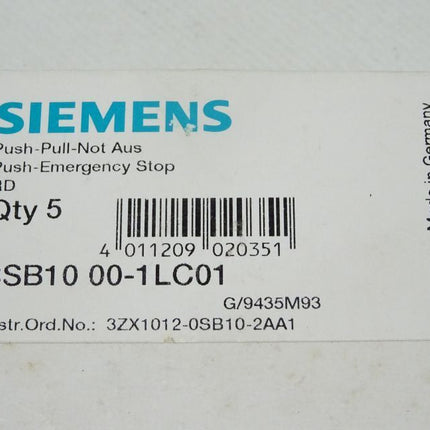 SIEMENS
Push-Pull-Not Aus
Push-Emergency Stop
RD
Qty 5
4 011209 020351
3SB10 00-1LC01
G/9435M93
str.Ord.No.: 3ZX1012-0SB10-2AA1
Made in Germany